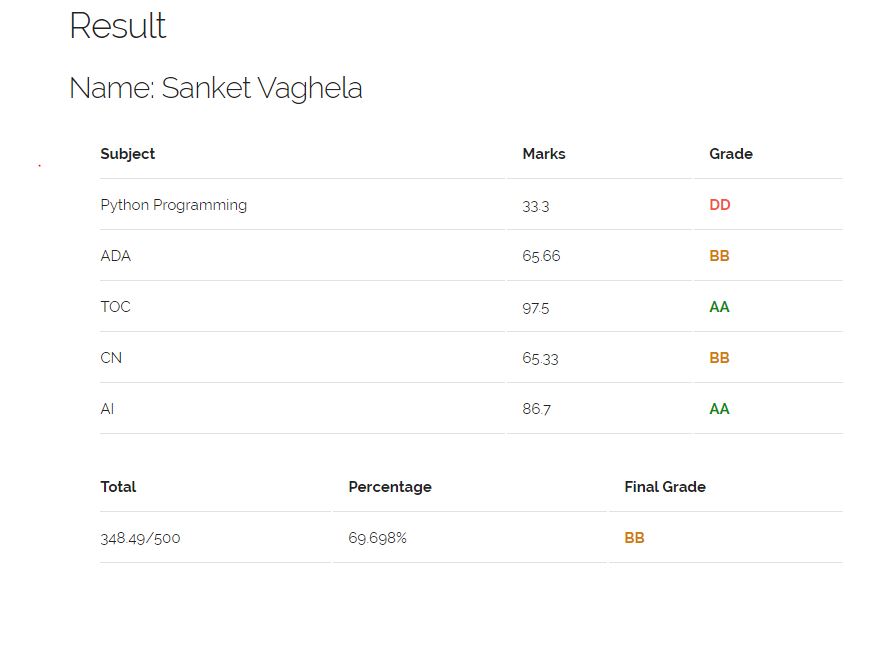 Result
Name: Sanket Vaghela
Subject Marks Grade
Python Programming 33.3 DD
ADA 65.66 BB
TOC 97.5 AA
CN 65.33 BB
AI 86.7 AA
Total Percentage Final Grade
348.49/500 69.698% BB